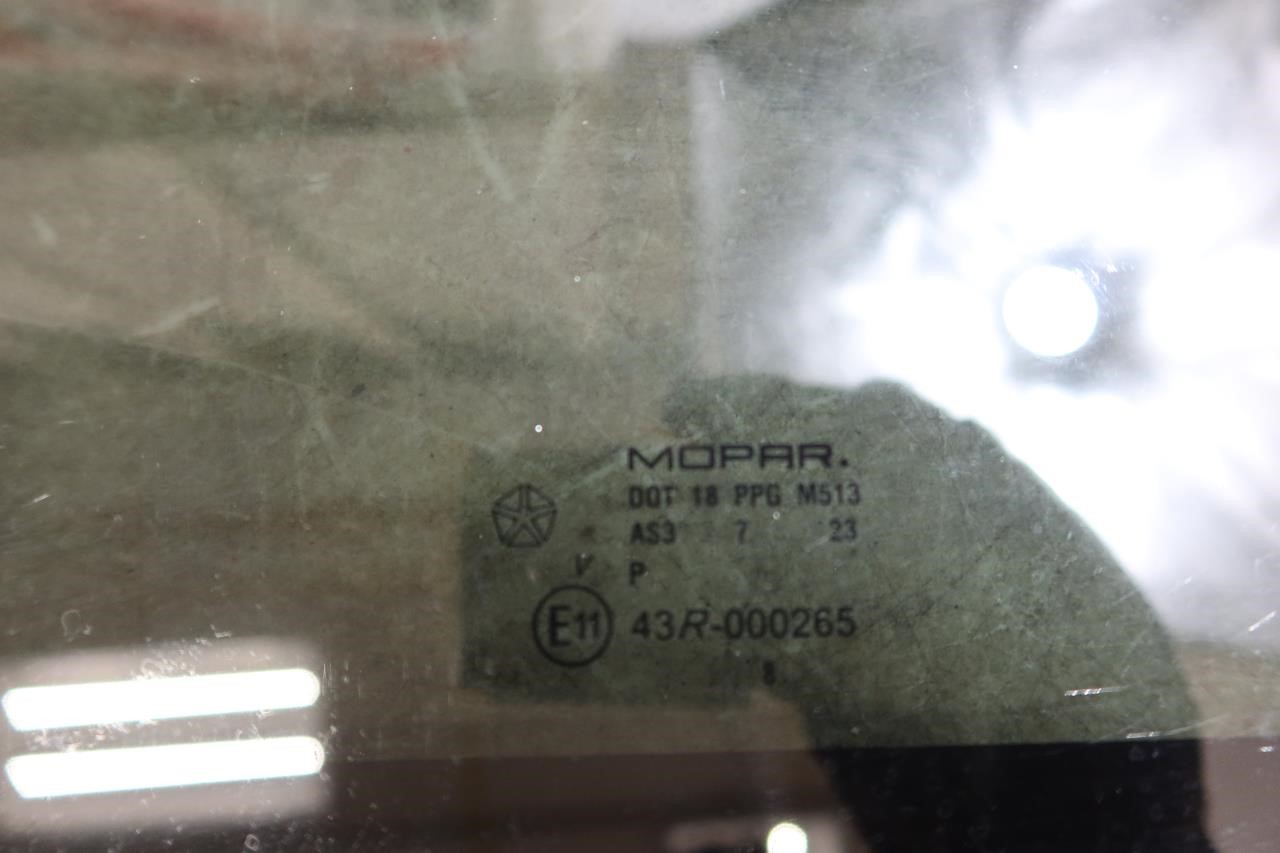 MOPAR.
DOT 18 PPG M513
AS3 7 23
V P
E11 43R-000265
8